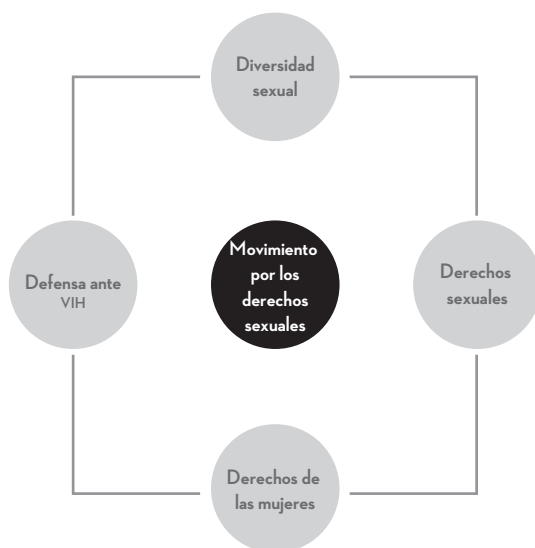 Diversidad
sexual
Defensa ante
VIH
Movimiento
por los
derechos
sexuales
Derechos
sexuales
Derechos de
las mujeres